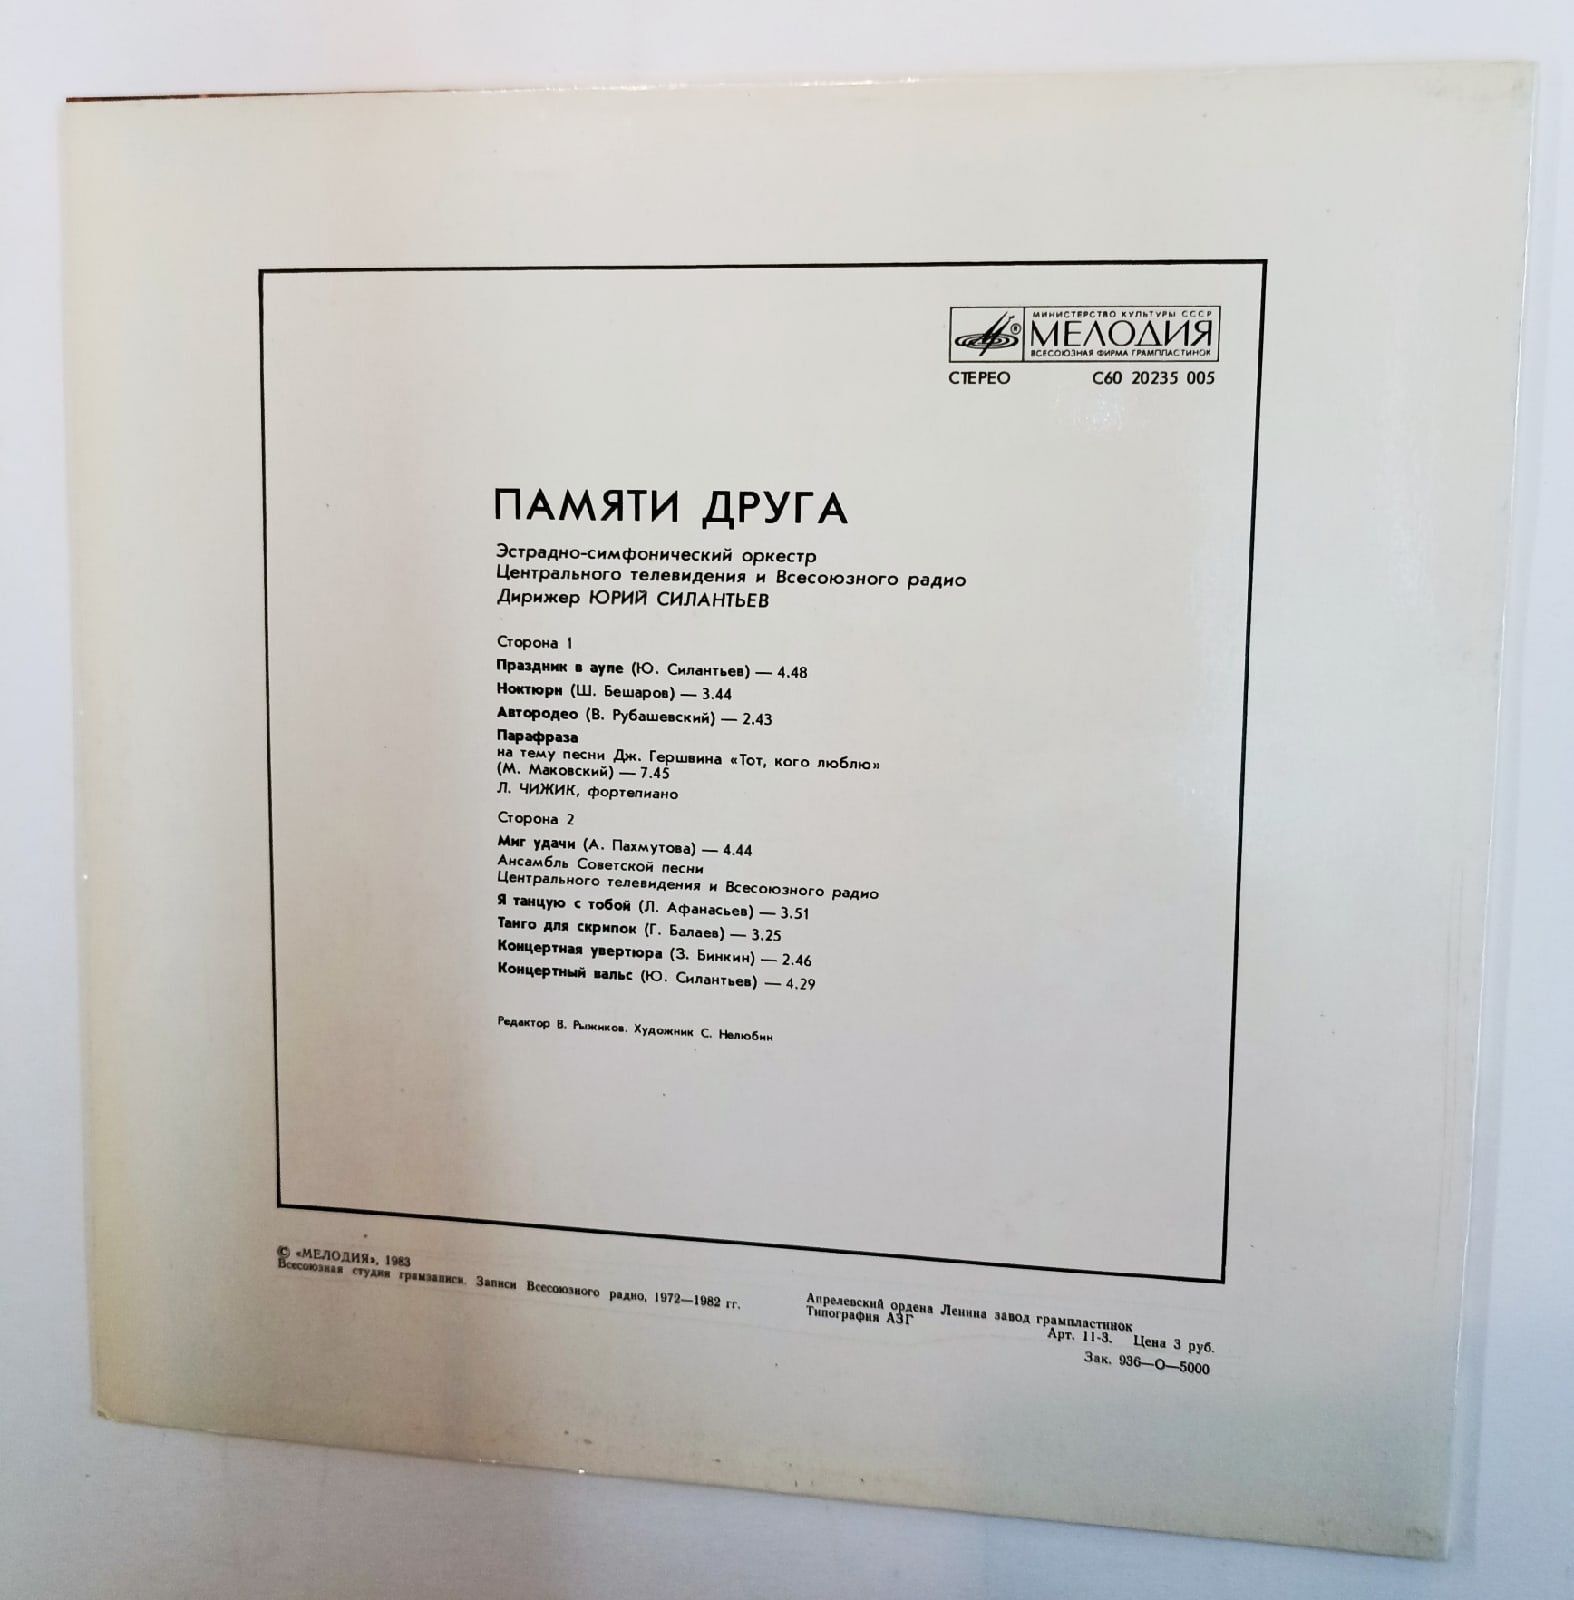 МИНИСТЕРСТВО КУЛЬТУРЫ СССР
МЕЛОДИЯ
ВСЕСОЮЗНАЯ ФИРМА ГРАМПЛАСТИНОК
СТЕРЕО С60 20235 005
ПАМЯТИ ДРУГА
Эстрадно-симфонический оркестр
Центрального телевидения и Всесоюзного радио
Дирижер ЮРИЙ СИЛАНТЬЕВ
Сторона 1
Праздник в ауле (Ю. Силантьев) — 4.48
Ноктюрн (Ш. Бешаров) — 3.44
Автородео (В. Рубашевский) — 2.43
Парафраза
на тему песни Дж. Гершвина «Тот, кого люблю»
(М. Маковский) — 7.45
Л. ЧИЖИК, фортепиано
Сторона 2
Миг удачи (А. Пахмутова) — 4.44
Ансамбль Советской песни
Центрального телевидения и Всесоюзного радио
Я танцую с тобой (Л. Афанасьев) — 3.51
Танго для скрипок (Г. Балаев) — 3.25
Концертная увертюра (З. Бинкин) — 2.46
Концертный вальс (Ю. Силантьев) — 4.29
Редактор В. Рыжиков. Художник С. Нелюбин
© «МЕЛОДИЯ», 1983
Всесоюзная студия грамзаписи. Записи Всесоюзного радио, 1972—1982 гг.
Апрелевский ордена Ленина завод грампластинок
Типография АЗГ
Арт. 11-3. Цена 3 руб.
Зак. 936—О—5000